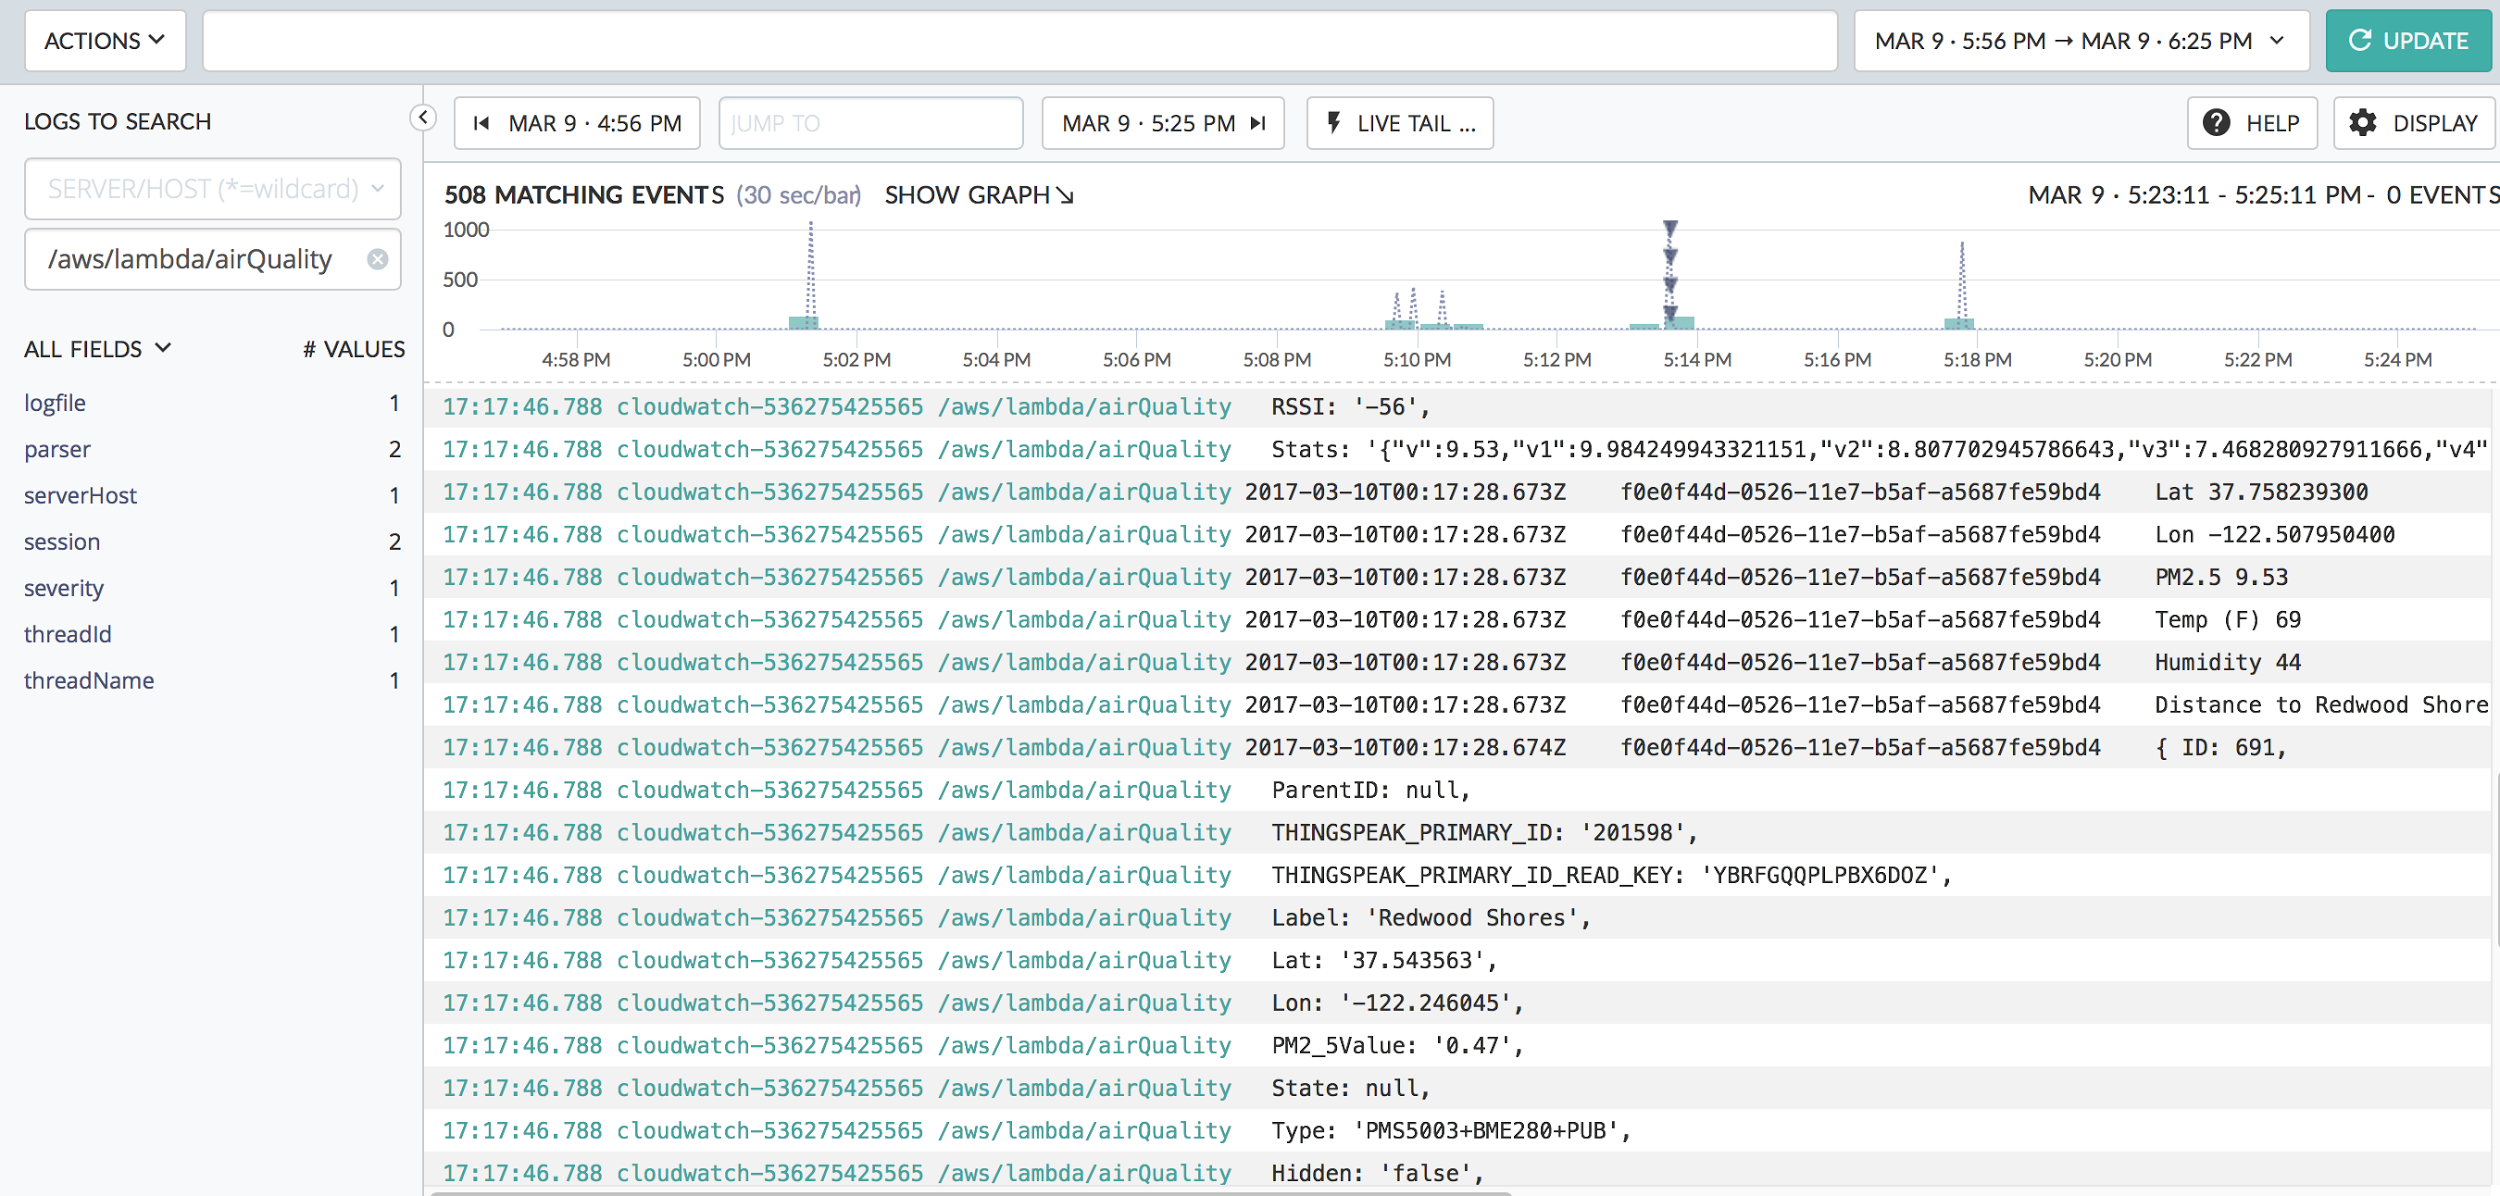 ACTIONS
MAR 9 · 5:56 PM → MAR 9 · 6:25 PM
UPDATE
LOGS TO SEARCH
SERVER/HOST (*=wildcard)
/aws/lambda/airQuality
ALL FIELDS # VALUES
logfile 1
parser 2
serverHost 1
session 2
severity 1
threadId 1
threadName 1
MAR 9 · 4:56 PM
JUMP TO
MAR 9 · 5:25 PM
LIVE TAIL ...
HELP
DISPLAY
508 MATCHING EVENTS (30 sec/bar) SHOW GRAPH
MAR 9 · 5:23:11 - 5:25:11 PM - 0 EVENTS
1000
500
0
4:58 PM 5:00 PM 5:02 PM 5:04 PM 5:06 PM 5:08 PM 5:10 PM 5:12 PM 5:14 PM 5:16 PM 5:18 PM 5:20 PM 5:22 PM 5:24 PM
17:17:46.788 cloudwatch-536275425565 /aws/lambda/airQuality RSSI: '-56',
17:17:46.788 cloudwatch-536275425565 /aws/lambda/airQuality Stats: '{"v":9.53,"v1":9.984249943321151,"v2":8.807702945786643,"v3":7.468280927911666,"v4"
17:17:46.788 cloudwatch-536275425565 /aws/lambda/airQuality 2017-03-10T00:17:28.673Z f0e0f44d-0526-11e7-b5af-a5687fe59bd4 Lat 37.758239300
17:17:46.788 cloudwatch-536275425565 /aws/lambda/airQuality 2017-03-10T00:17:28.673Z f0e0f44d-0526-11e7-b5af-a5687fe59bd4 Lon -122.507950400
17:17:46.788 cloudwatch-536275425565 /aws/lambda/airQuality 2017-03-10T00:17:28.673Z f0e0f44d-0526-11e7-b5af-a5687fe59bd4 PM2.5 9.53
17:17:46.788 cloudwatch-536275425565 /aws/lambda/airQuality 2017-03-10T00:17:28.673Z f0e0f44d-0526-11e7-b5af-a5687fe59bd4 Temp (F) 69
17:17:46.788 cloudwatch-536275425565 /aws/lambda/airQuality 2017-03-10T00:17:28.673Z f0e0f44d-0526-11e7-b5af-a5687fe59bd4 Humidity 44
17:17:46.788 cloudwatch-536275425565 /aws/lambda/airQuality 2017-03-10T00:17:28.673Z f0e0f44d-0526-11e7-b5af-a5687fe59bd4 Distance to Redwood Shore
17:17:46.788 cloudwatch-536275425565 /aws/lambda/airQuality 2017-03-10T00:17:28.674Z f0e0f44d-0526-11e7-b5af-a5687fe59bd4 { ID: 691,
17:17:46.788 cloudwatch-536275425565 /aws/lambda/airQuality ParentID: null,
17:17:46.788 cloudwatch-536275425565 /aws/lambda/airQuality THINGSPEAK_PRIMARY_ID: '201598',
17:17:46.788 cloudwatch-536275425565 /aws/lambda/airQuality THINGSPEAK_PRIMARY_ID_READ_KEY: 'YBRFGQQPLPBX6DOZ',
17:17:46.788 cloudwatch-536275425565 /aws/lambda/airQuality Label: 'Redwood Shores',
17:17:46.788 cloudwatch-536275425565 /aws/lambda/airQuality Lat: '37.543563',
17:17:46.788 cloudwatch-536275425565 /aws/lambda/airQuality Lon: '-122.246045',
17:17:46.788 cloudwatch-536275425565 /aws/lambda/airQuality PM2_5Value: '0.47',
17:17:46.788 cloudwatch-536275425565 /aws/lambda/airQuality State: null,
17:17:46.788 cloudwatch-536275425565 /aws/lambda/airQuality Type: 'PMS5003+BME280+PUB',
17:17:46.788 cloudwatch-536275425565 /aws/lambda/airQuality Hidden: 'false',